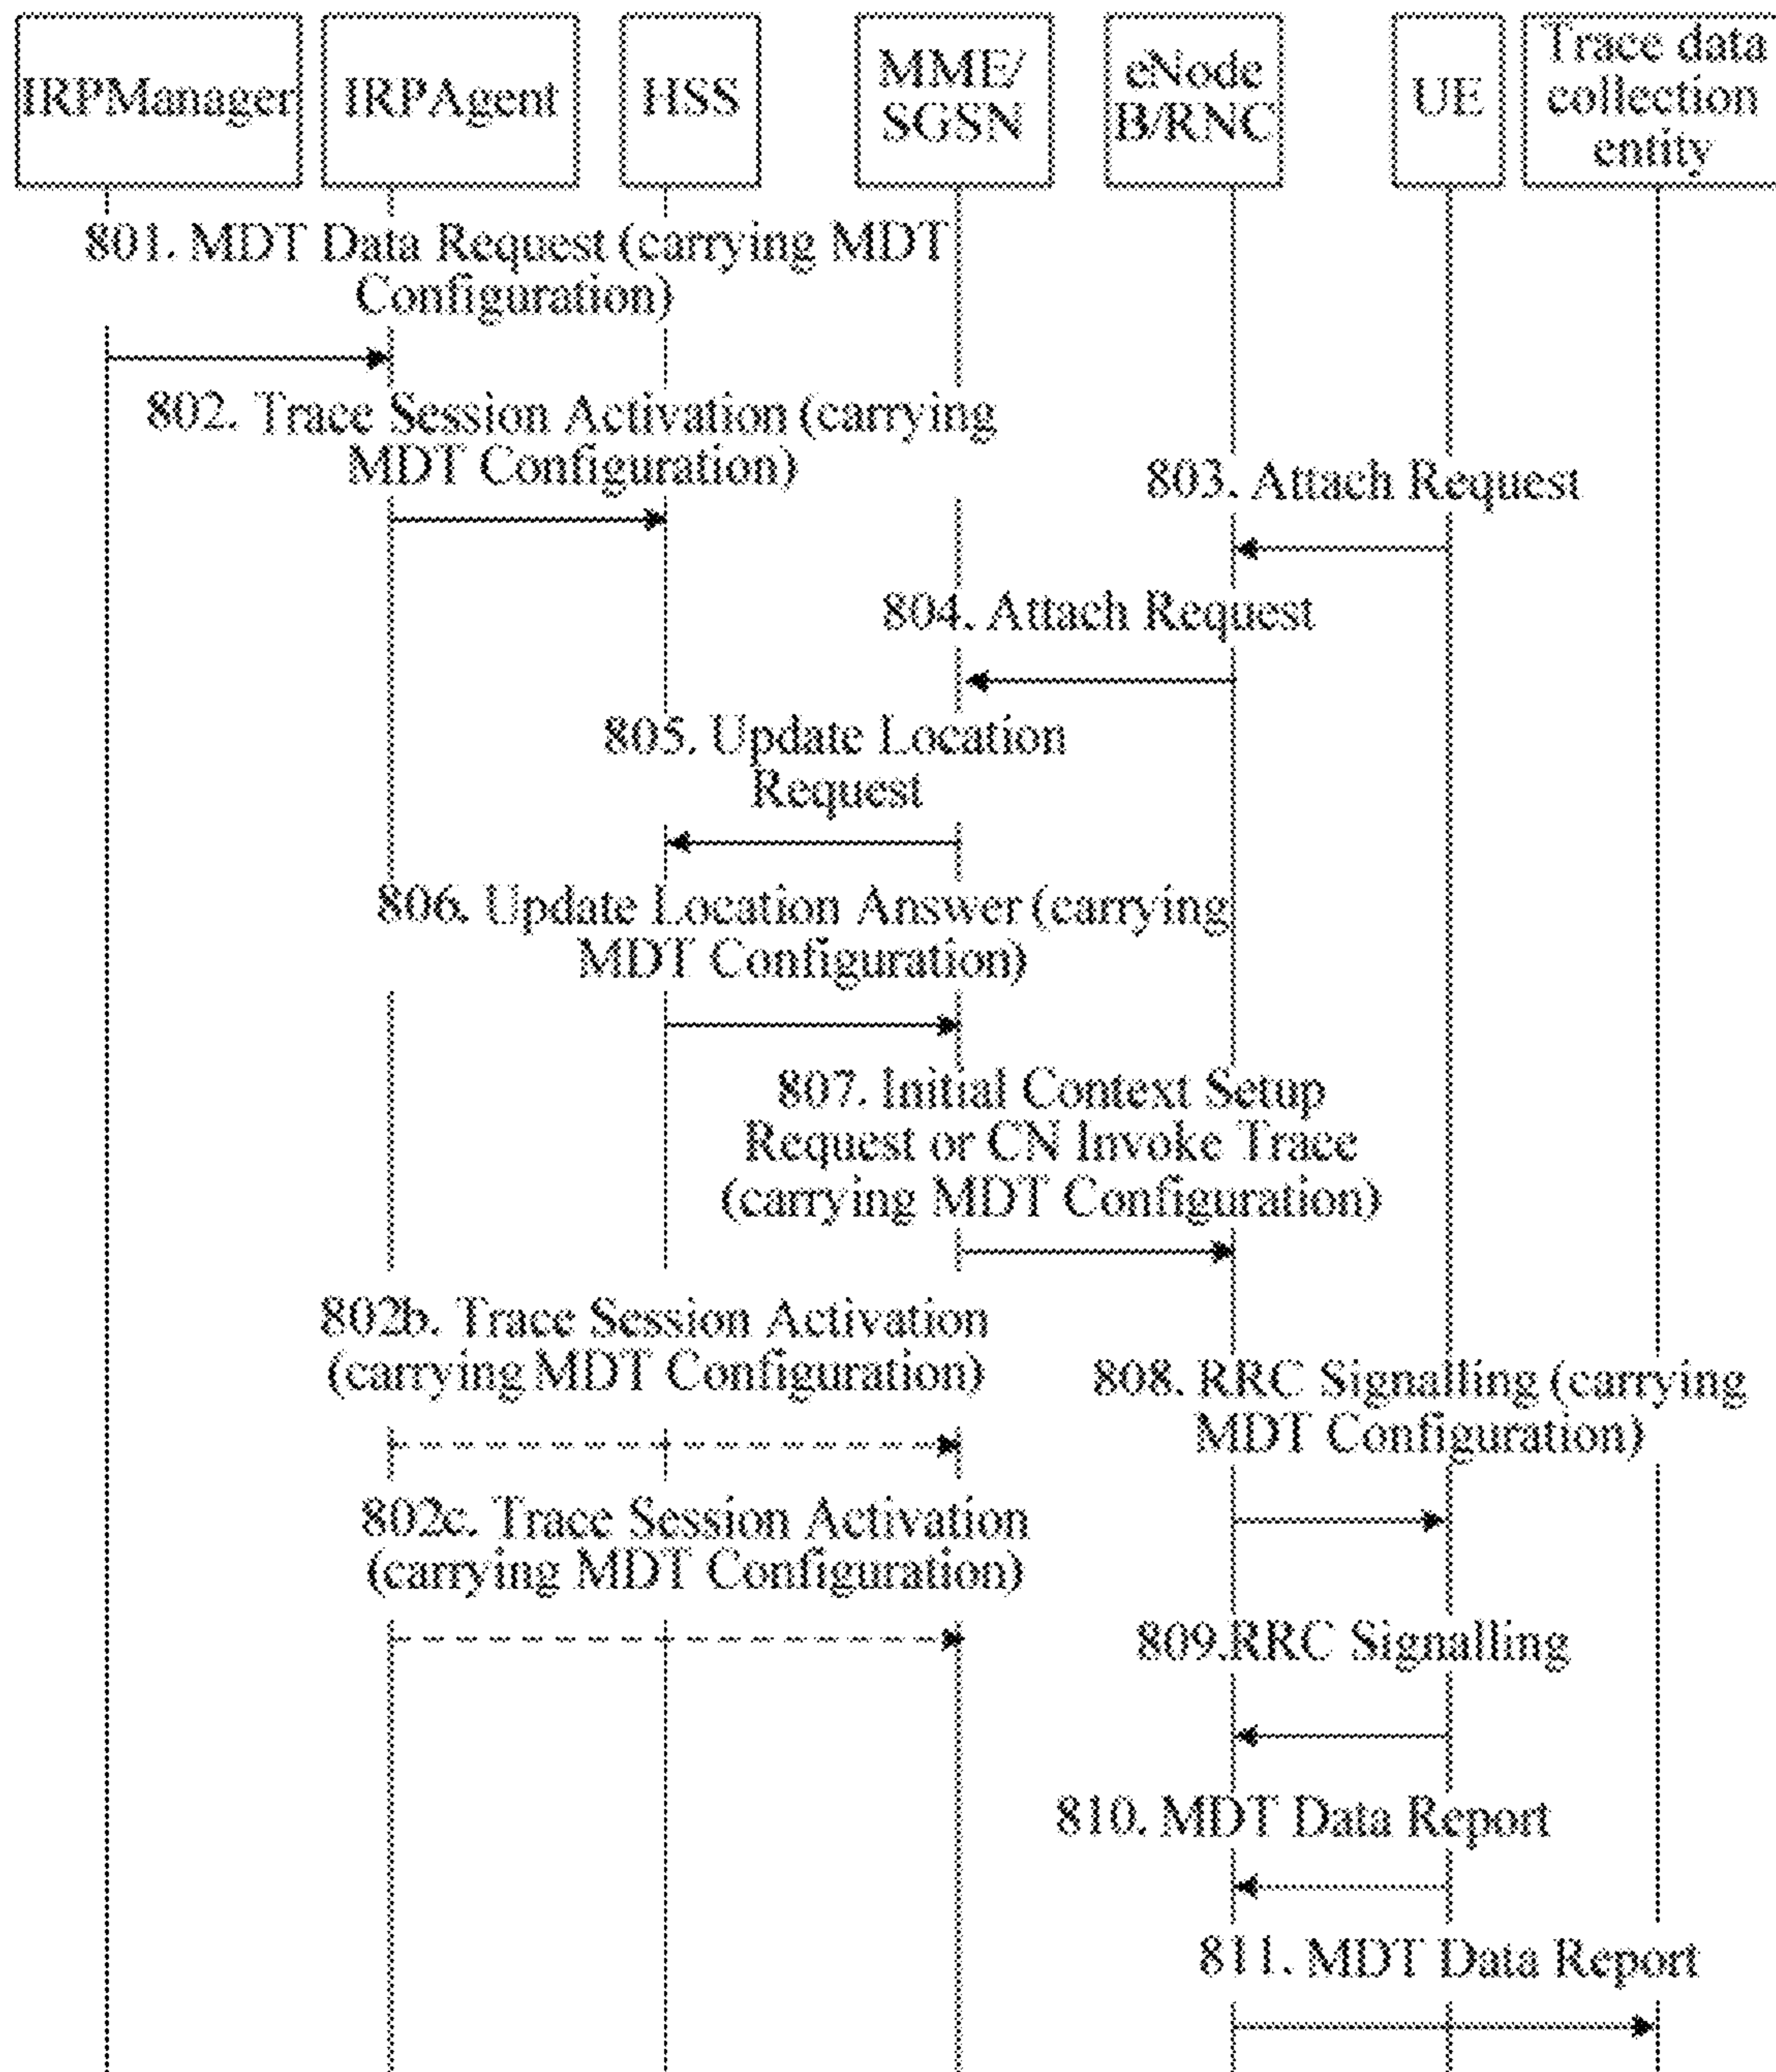 IRPManager
IRPAgent
HSS
MME/
SGSN
eNode
B/RNC
UE
Trace data
collection
entity
801. MDT Data Request (carrying MDT
Configuration)
802. Trace Session Activation (carrying
MDT Configuration)
803. Attach Request
804. Attach Request
805. Update Location
Request
806. Update Location Answer (carrying
MDT Configuration)
807. Initial Context Setup
Request or CN Invoke Trace
(carrying MDT Configuration)
802b. Trace Session Activation
(carrying MDT Configuration)
808. RRC Signalling (carrying
MDT Configuration)
802c. Trace Session Activation
(carrying MDT Configuration)
809.RRC Signalling
810. MDT Data Report
811. MDT Data Report